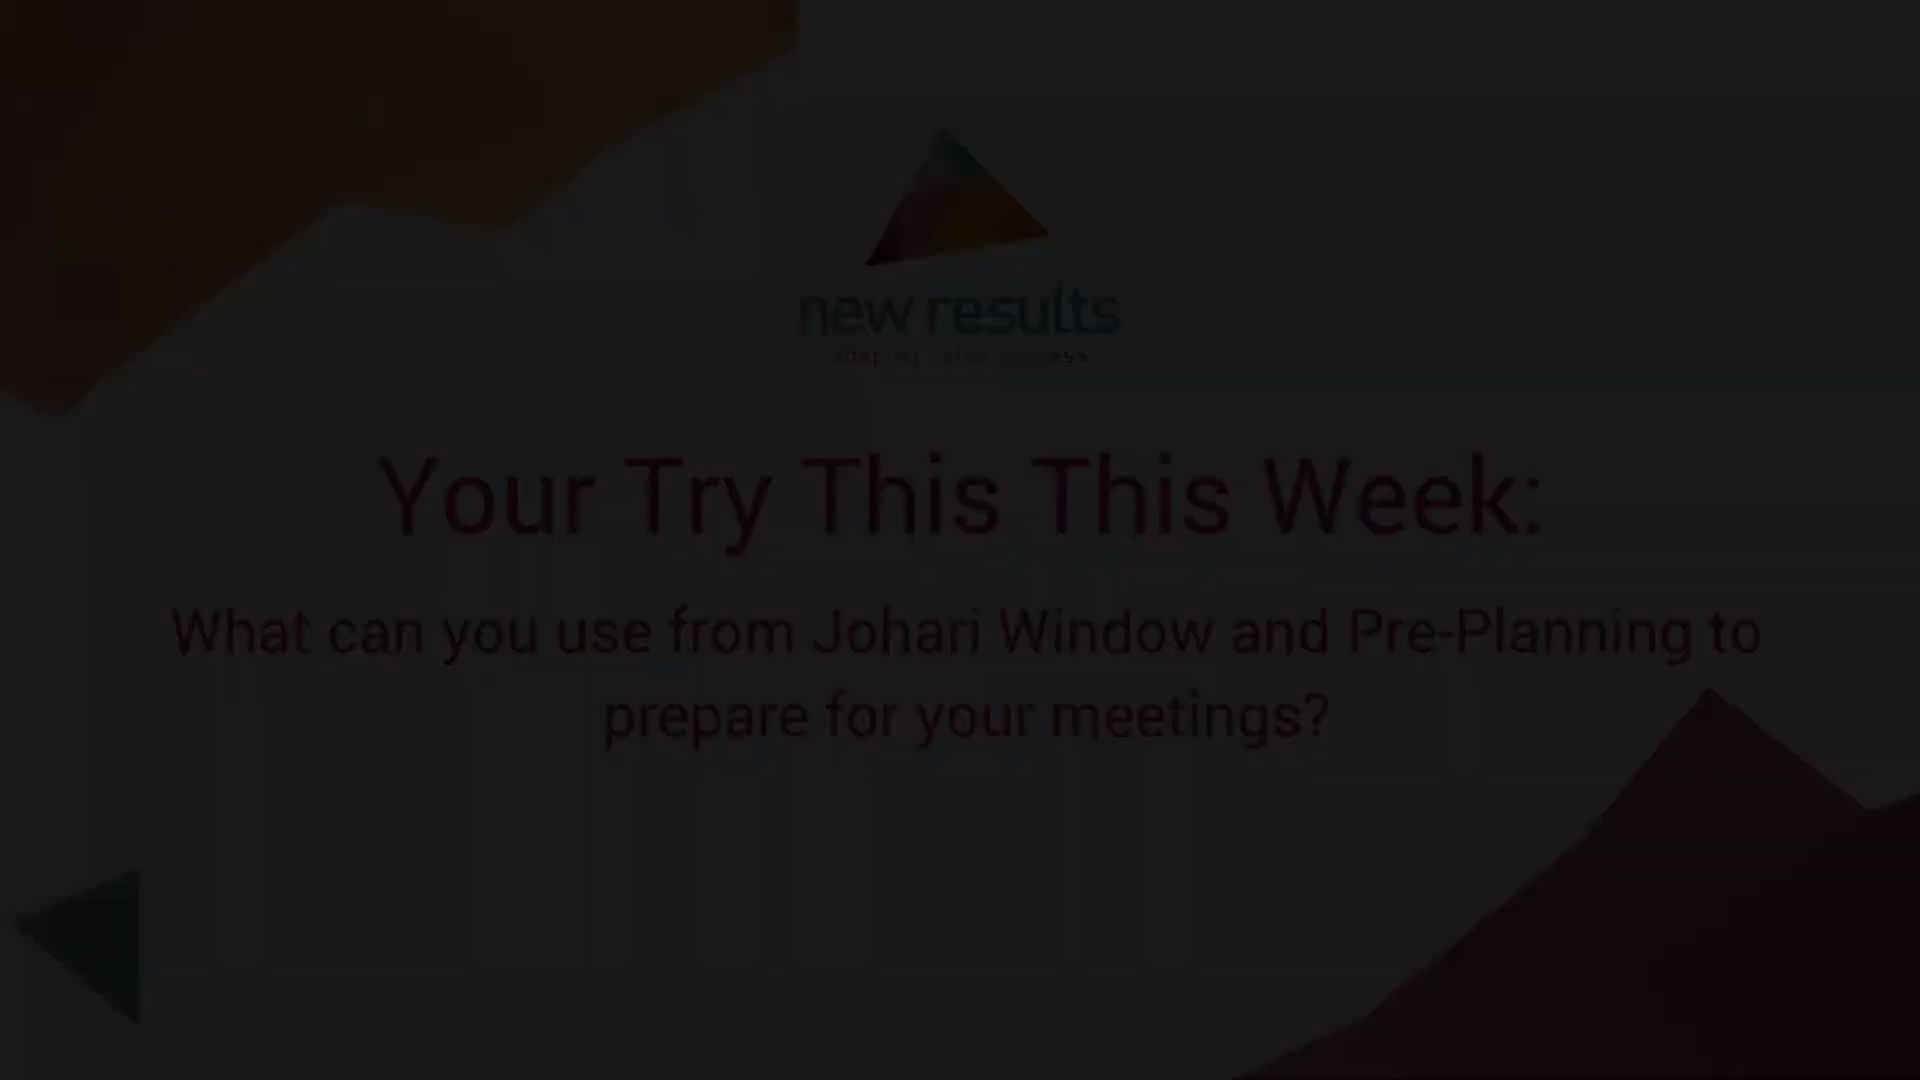 new results
Your Try This This Week:
What can you use from Johari Window and Pre-Planning to
prepare for your meetings?